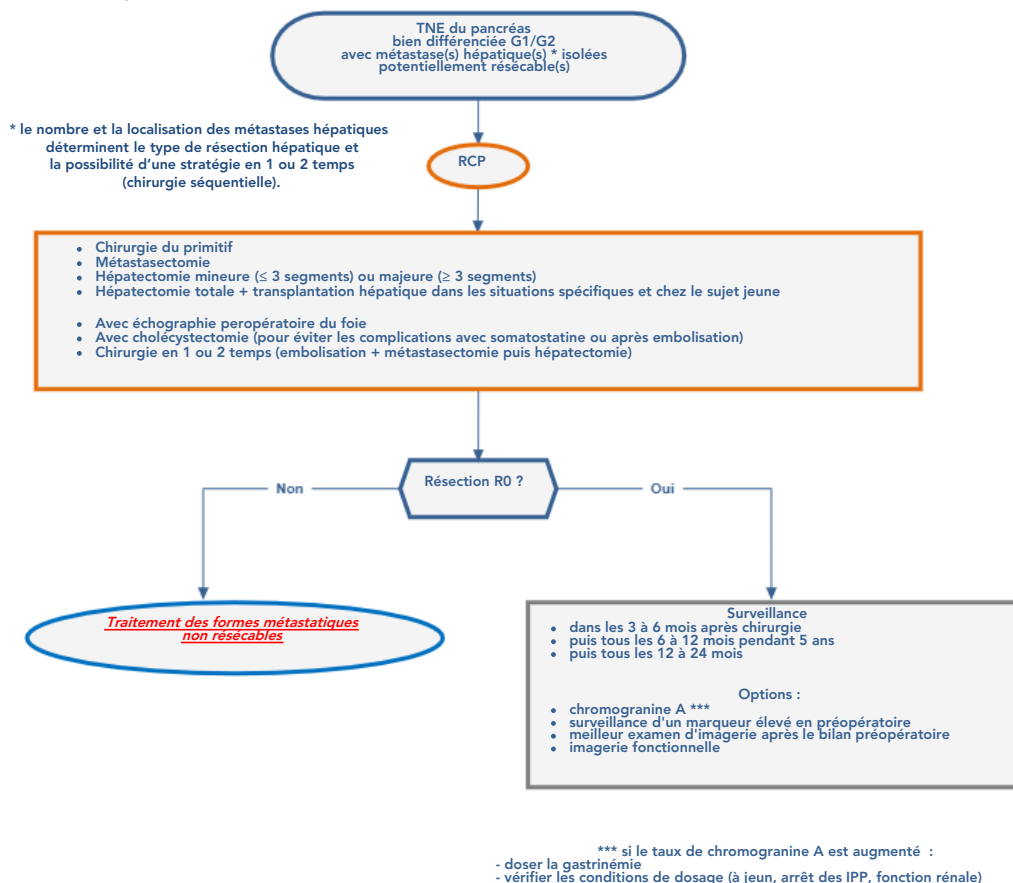 TNE du pancréas
bien différenciée G1/G2
avec métastase(s) hépatique(s) * isolées
potentiellement résécable(s)
* le nombre et la localisation des métastases hépatiques
déterminent le type de résection hépatique et
la possibilité d'une stratégie en 1 ou 2 temps
(chirurgie séquentielle).
RCP
• Chirurgie du primitif
• Métastasectomie
• Hépatectomie mineure (≤ 3 segments) ou majeure (≥ 3 segments)
• Hépatectomie totale + transplantation hépatique dans les situations spécifiques et chez le sujet jeune
• Avec échographie peropératoire du foie
• Avec cholécystectomie (pour éviter les complications avec somatostatine ou après embolisation)
• Chirurgie en 1 ou 2 temps (embolisation + métastasectomie puis hépatectomie)
Résection R0 ?
Non
Oui
Traitement des formes métastatiques
non résécables
Surveillance
• dans les 3 à 6 mois après chirurgie
• puis tous les 6 à 12 mois pendant 5 ans
• puis tous les 12 à 24 mois
Options :
• chromogranine A ***
• surveillance d'un marqueur élevé en préopératoire
• meilleur examen d'imagerie après le bilan préopératoire
• imagerie fonctionnelle
*** si le taux de chromogranine A est augmenté :
- doser la gastrinémie
- vérifier les conditions de dosage (à jeun, arrêt des IPP, fonction rénale)